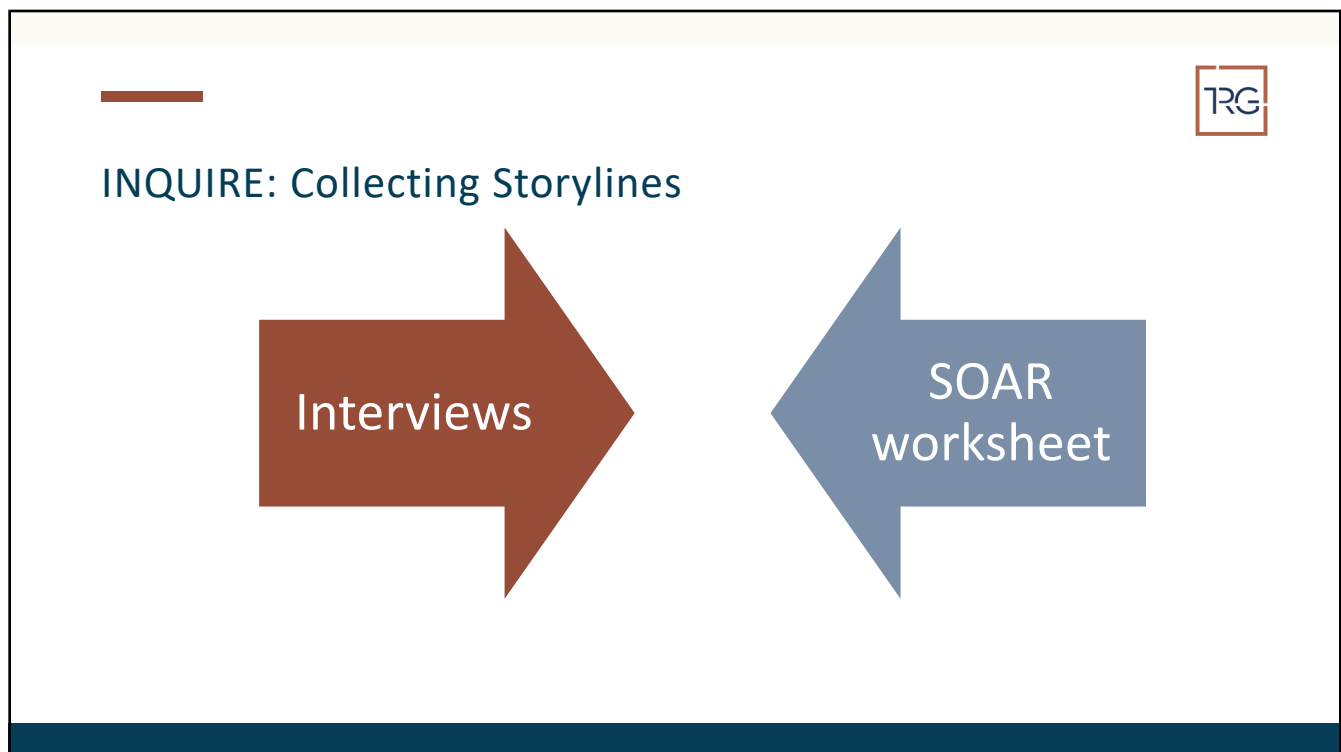 TRG
INQUIRE: Collecting Storylines
Interviews
SOAR
worksheet